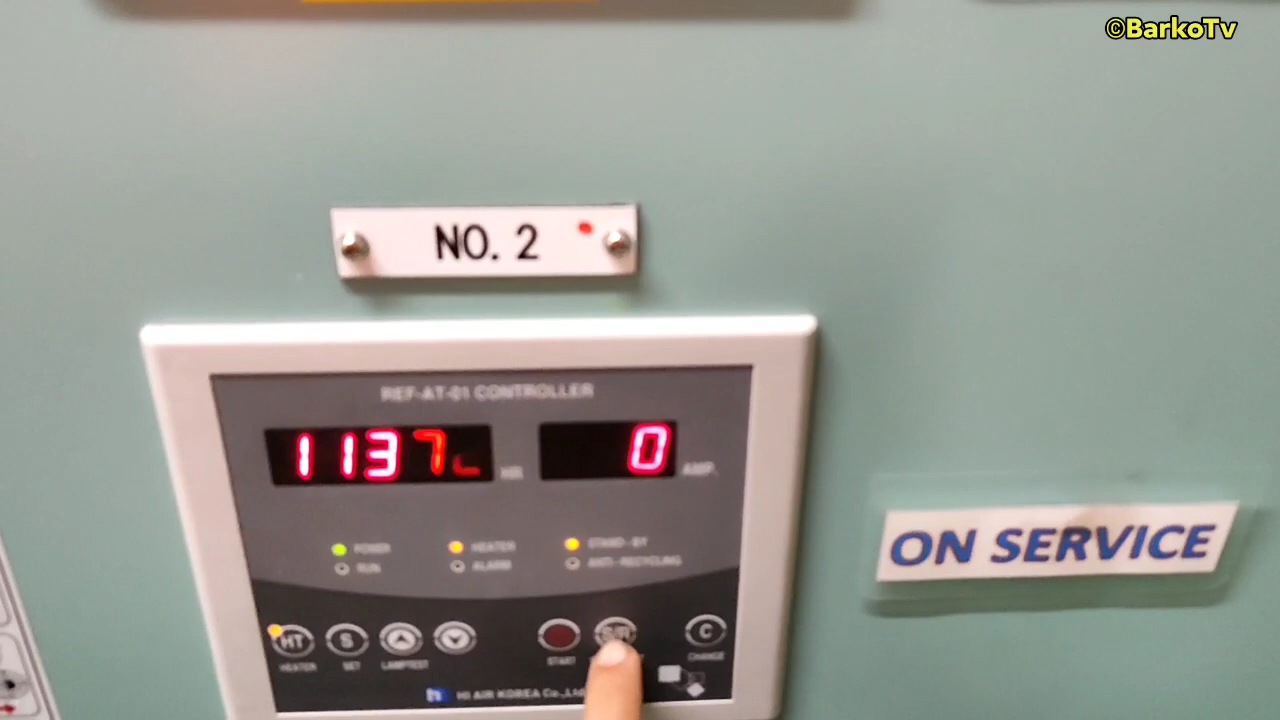 ©BarkoTv
NO. 2
REF-AT-01 CONTROLLER
1137 HR 0 AMP.
POWER HEATER STAND-BY
RUN ALARM ANTI-RECYCLING
HT S C
HEATER SET LAMPTEST START CHANGE
HI AIR KOREA Co.,Ltd
ON SERVICE